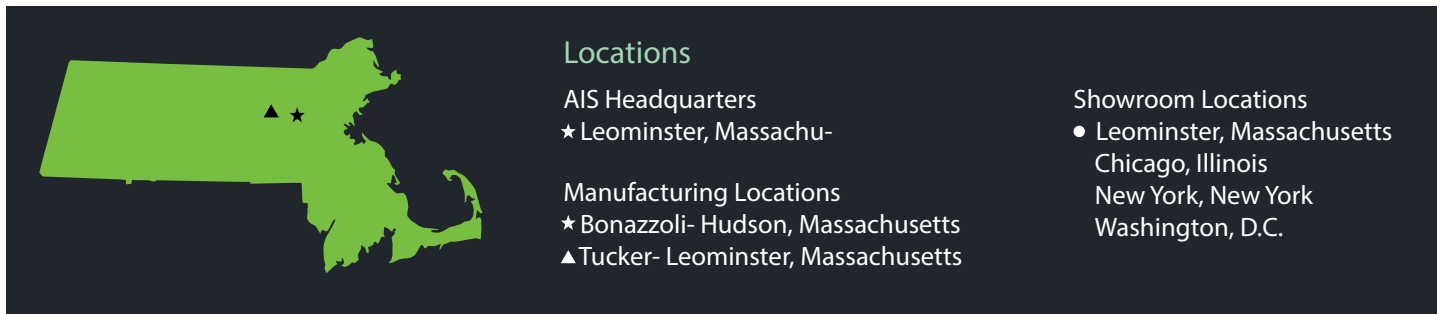 Locations
AIS Headquarters
★ Leominster, Massachu-
Manufacturing Locations
★ Bonazzoli- Hudson, Massachusetts
▲ Tucker- Leominster, Massachusetts
Showroom Locations
● Leominster, Massachusetts
Chicago, Illinois
New York, New York
Washington, D.C.